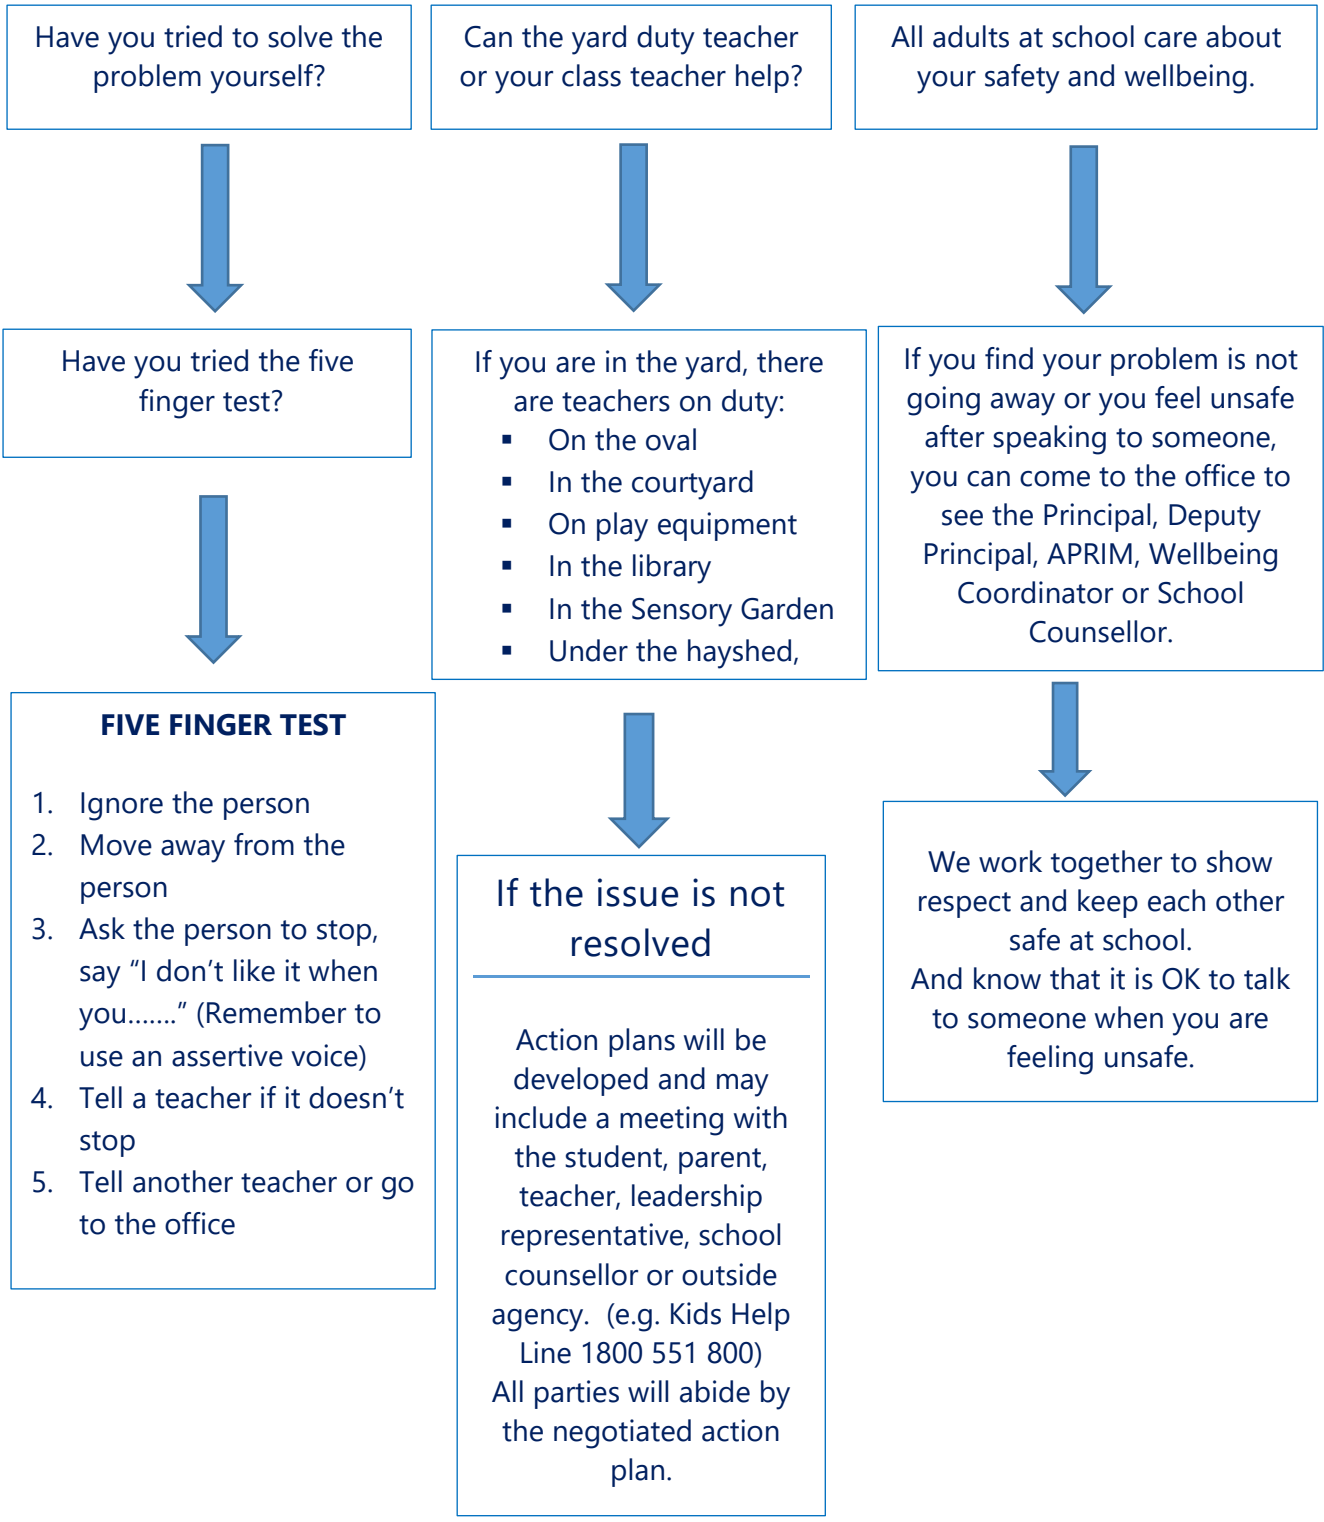 Have you tried to solve the
problem yourself?
Have you tried the five
finger test?
FIVE FINGER TEST
1. Ignore the person
2. Move away from the
person
3. Ask the person to stop,
say “I don’t like it when
you…….” (Remember to
use an assertive voice)
4. Tell a teacher if it doesn’t
stop
5. Tell another teacher or go
to the office
Can the yard duty teacher
or your class teacher help?
If you are in the yard, there
are teachers on duty:
▪ On the oval
▪ In the courtyard
▪ On play equipment
▪ In the library
▪ In the Sensory Garden
▪ Under the hayshed,
If the issue is not
resolved
Action plans will be
developed and may
include a meeting with
the student, parent,
teacher, leadership
representative, school
counsellor or outside
agency.  (e.g. Kids Help
Line 1800 551 800)
All parties will abide by
the negotiated action
plan.
All adults at school care about
your safety and wellbeing.
If you find your problem is not
going away or you feel unsafe
after speaking to someone,
you can come to the office to
see the Principal, Deputy
Principal, APRIM, Wellbeing
Coordinator or School
Counsellor.
We work together to show
respect and keep each other
safe at school.
And know that it is OK to talk
to someone when you are
feeling unsafe.